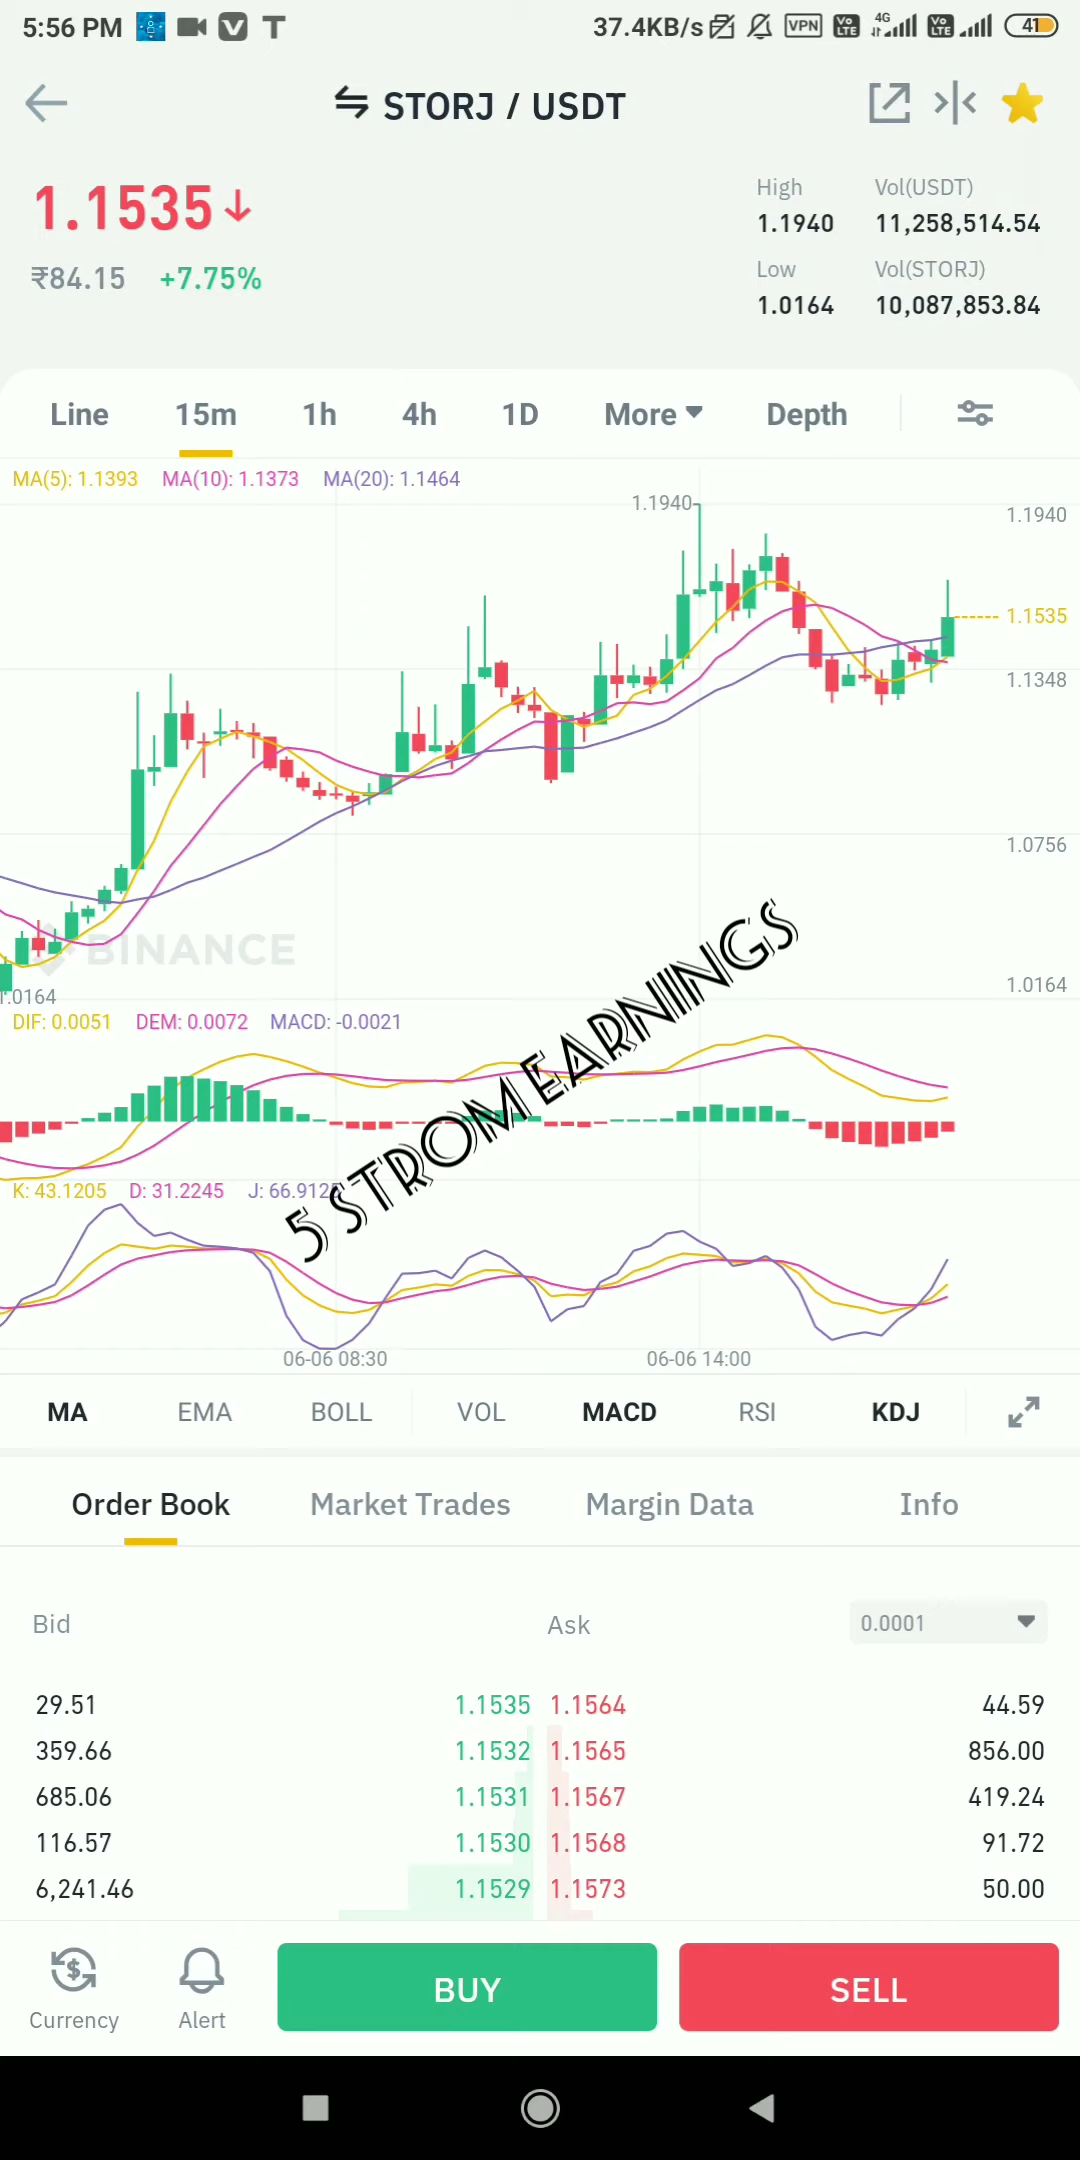 5:56 PM V T 37.4KB/s VPN Vo LTE 4G Vo LTE 41
STORJ / USDT
1.1535↓
₹84.15 +7.75%
High Vol(USDT)
1.1940 11,258,514.54
Low Vol(STORJ)
1.0164 10,087,853.84
Line 15m 1h 4h 1D More Depth
MA(5): 1.1393 MA(10): 1.1373 MA(20): 1.1464
1.1940
1.1940
1.1535
1.1348
1.0756
BINANCE
1.0164
1.0164
5 STROM EARNINGS
DIF: 0.0051 DEM: 0.0072 MACD: -0.0021
K: 43.1205 D: 31.2245 J: 66.9125
06-06 08:30 06-06 14:00
MA EMA BOLL VOL MACD RSI KDJ
Order Book Market Trades Margin Data Info
Bid Ask 0.0001
29.51 1.1535 1.1564 44.59
359.66 1.1532 1.1565 856.00
685.06 1.1531 1.1567 419.24
116.57 1.1530 1.1568 91.72
6,241.46 1.1529 1.1573 50.00
Currency Alert BUY SELL